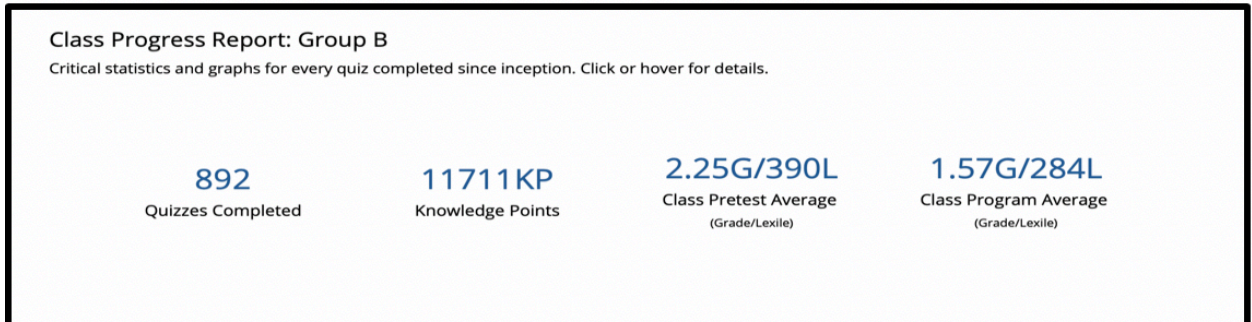 Class Progress Report: Group B
Critical statistics and graphs for every quiz completed since inception. Click or hover for details.
892
Quizzes Completed
11711KP
Knowledge Points
2.25G/390L
Class Pretest Average
(Grade/Lexile)
1.57G/284L
Class Program Average
(Grade/Lexile)